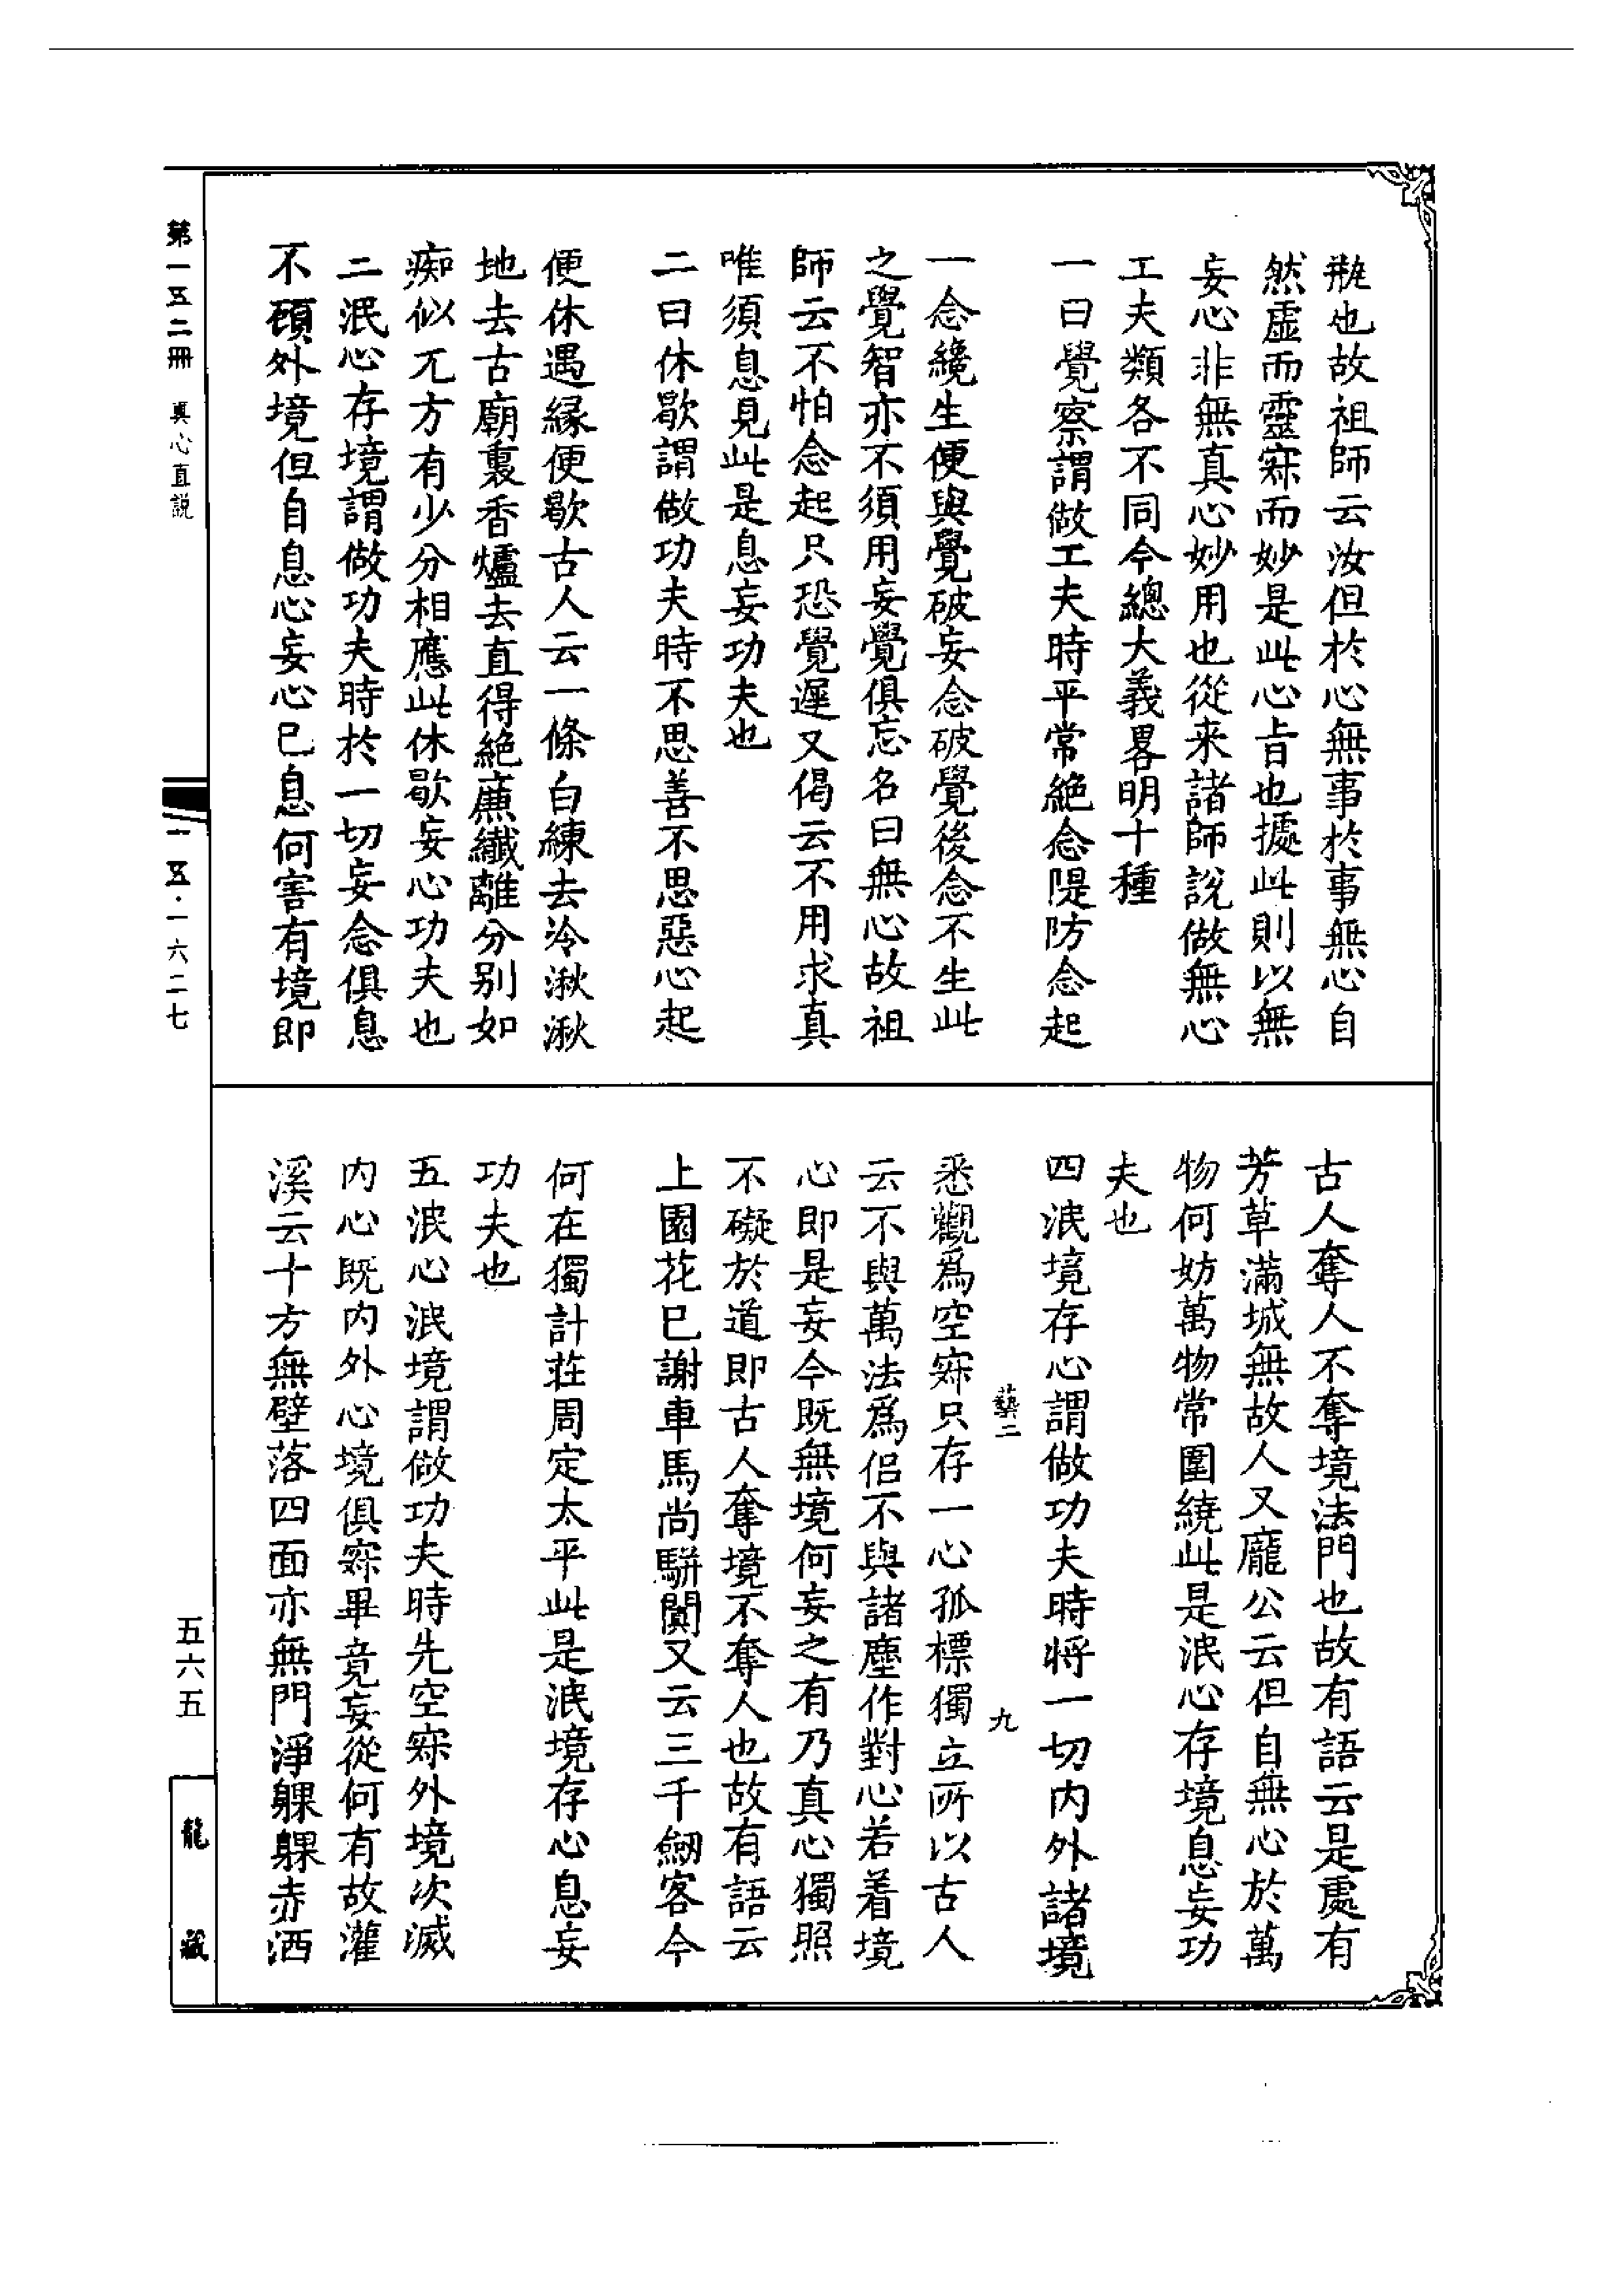 甁也故祖師云汝但於心無事於事無心自
然虛而靈寂而妙是此心旨也據此則以無
妄心非無真心妙用也從来諸師說做無心
工夫類各不同今總大義畧明十種
一曰覺察謂做工夫時平常絶念隄防念起
一念纔生便與覺破妄念破覺後念不生此
之覺智亦不須用妄覺俱忘名曰無心故祖
師云不怕念起只恐覺遲又偈云不用求真
唯須息見此是息妄功夫也
二曰休歇謂做功夫時不思善不思惡心起
便休遇緣便歇古人云一條白練去冷湫湫
地去古廟裏香爐去直得絶廉纖離分别如
痴似兀方有少分相應此休歇妄心功夫也
二泯心存境謂做功夫時於一切妄念俱息
不顧外境但自息心妄心已息何害有境即
古人奪人不奪境法門也故有語云是處有
芳草滿城無故人又龐公云但自無心於萬
物何妨萬物常圍繞此是泯心存境息妄功
夫也
四泯境存心謂做功夫時將一切内外諸境
悉觀爲空寂只存一心孤標獨立所以古人
云不與萬法爲侣不與諸塵作對心若着境
心即是妄今既無境何妄之有乃真心獨照
不礙於道即古人奪境不奪人也故有語云
上園花已謝車馬尚駢闐又云三千劔客今
何在獨計莊周定太平此是泯境存心息妄
功夫也
五泯心泯境謂做功夫時先空寂外境次滅
内心既内外心境俱寂畢竟妄從何有故灌
溪云十方無壁落四面亦無門淨躶躶赤洒
藝二
九
第一五二冊 真心直説
一五·一六二七
五六五
龍藏